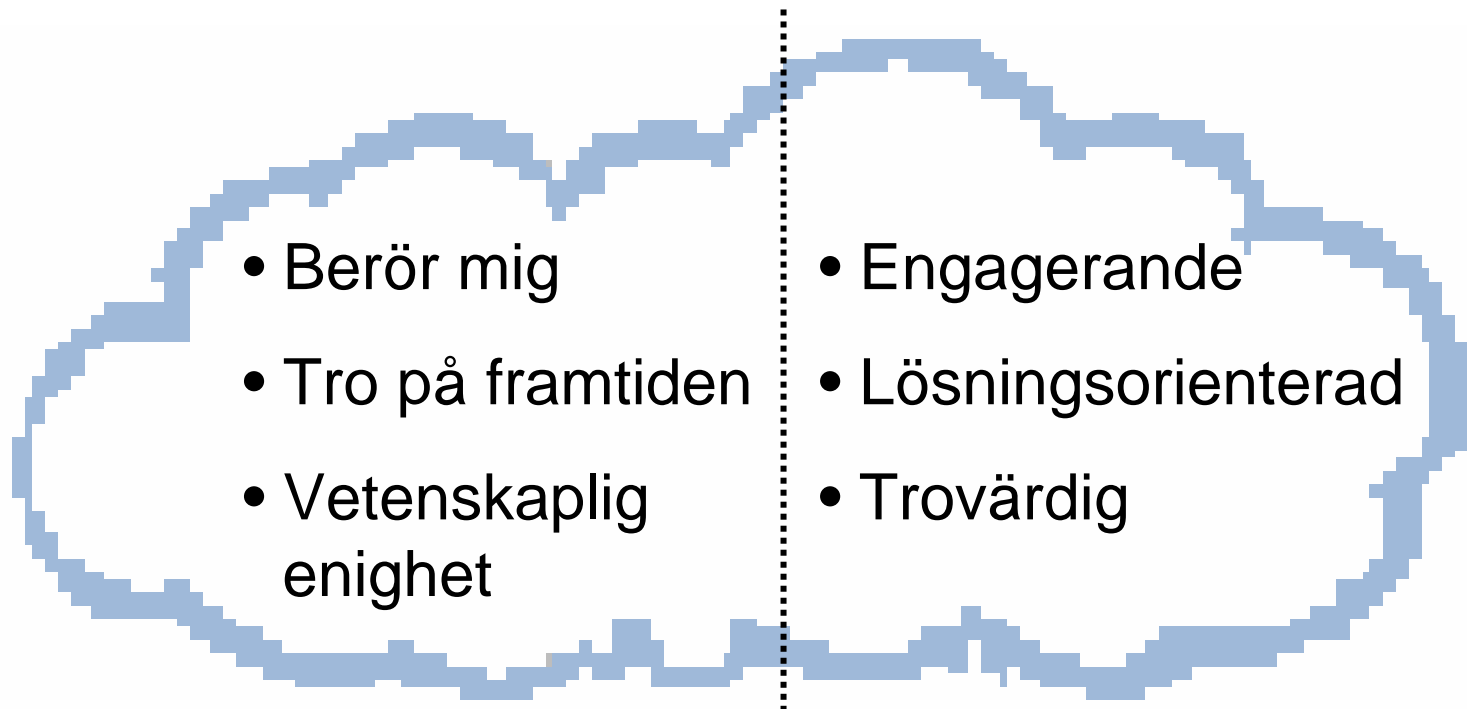 • Berör mig
• Tro på framtiden
• Vetenskaplig
enighet
• Engagerande
• Lösningsorienterad
• Trovärdig